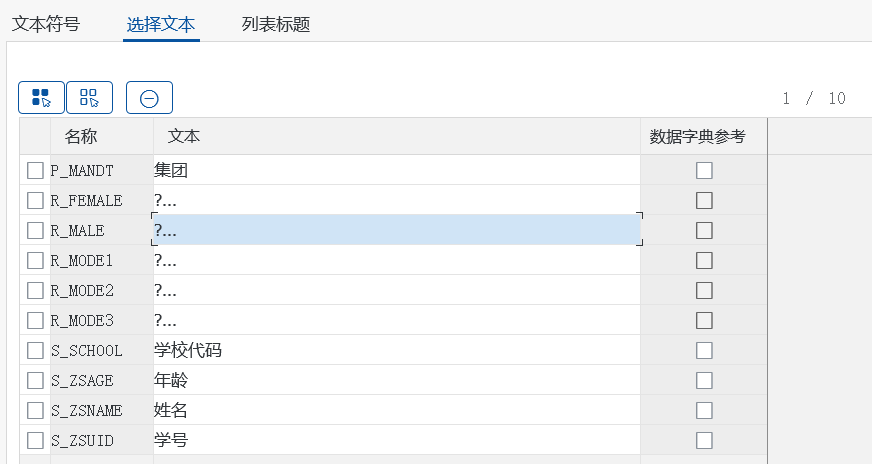 文本符号 选择文本 列表标题
1 / 10
名称 文本 数据字典参考
P_MANDT 集团
R_FEMALE ?...
R_MALE ?...
R_MODE1 ?...
R_MODE2 ?...
R_MODE3 ?...
S_SCHOOL 学校代码
S_ZSAGE 年龄
S_ZSNAME 姓名
S_ZSUID 学号